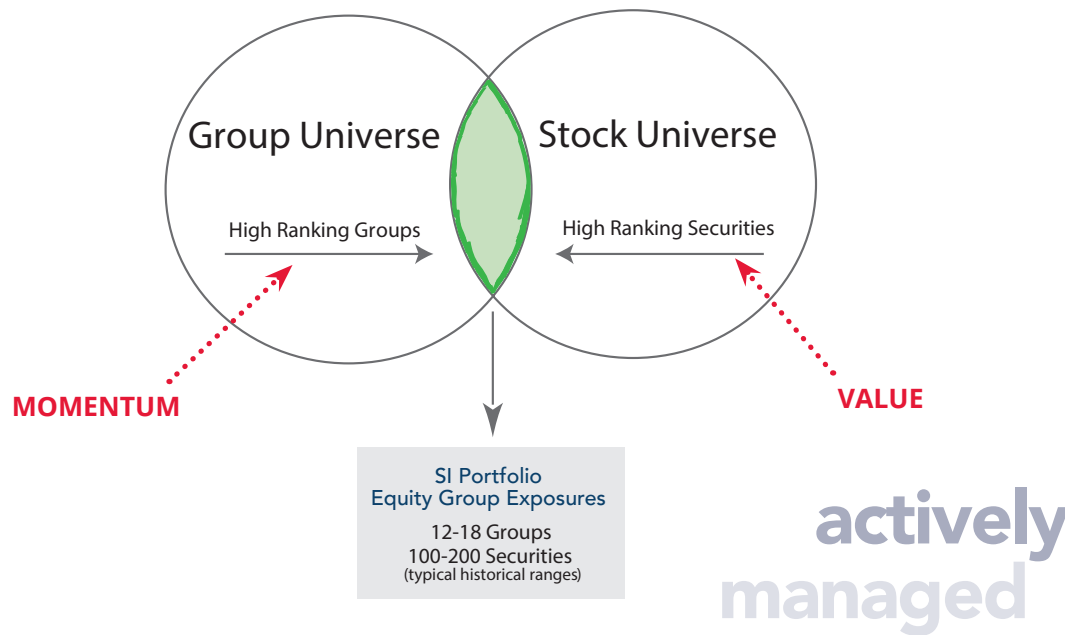 Group Universe
Stock Universe
High Ranking Groups
High Ranking Securities
MOMENTUM
VALUE
SI Portfolio
Equity Group Exposures
12-18 Groups
100-200 Securities
(typical historical ranges)
actively
managed